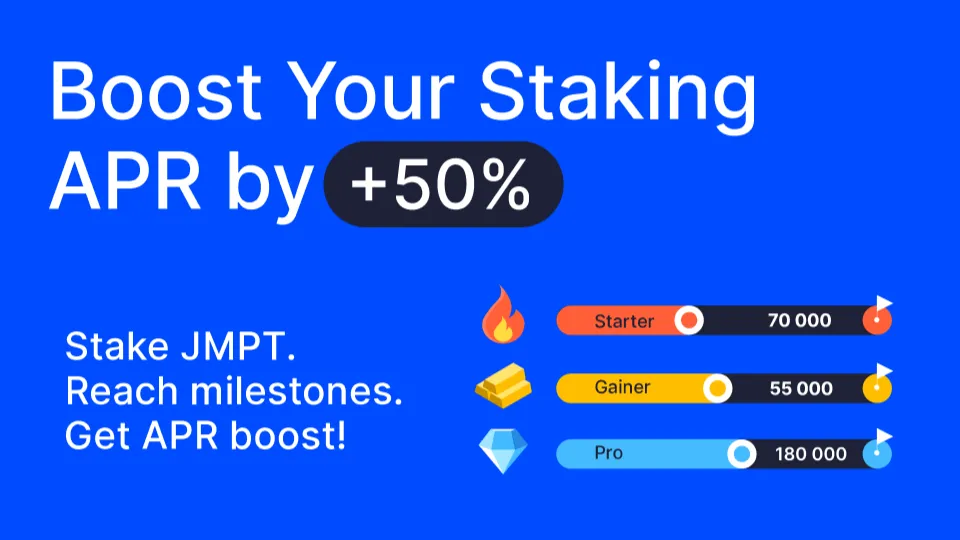 Boost Your Staking
APR by +50%
Stake JMPT.
Reach milestones.
Get APR boost!
Starter 70 000
Gainer 55 000
Pro 180 000